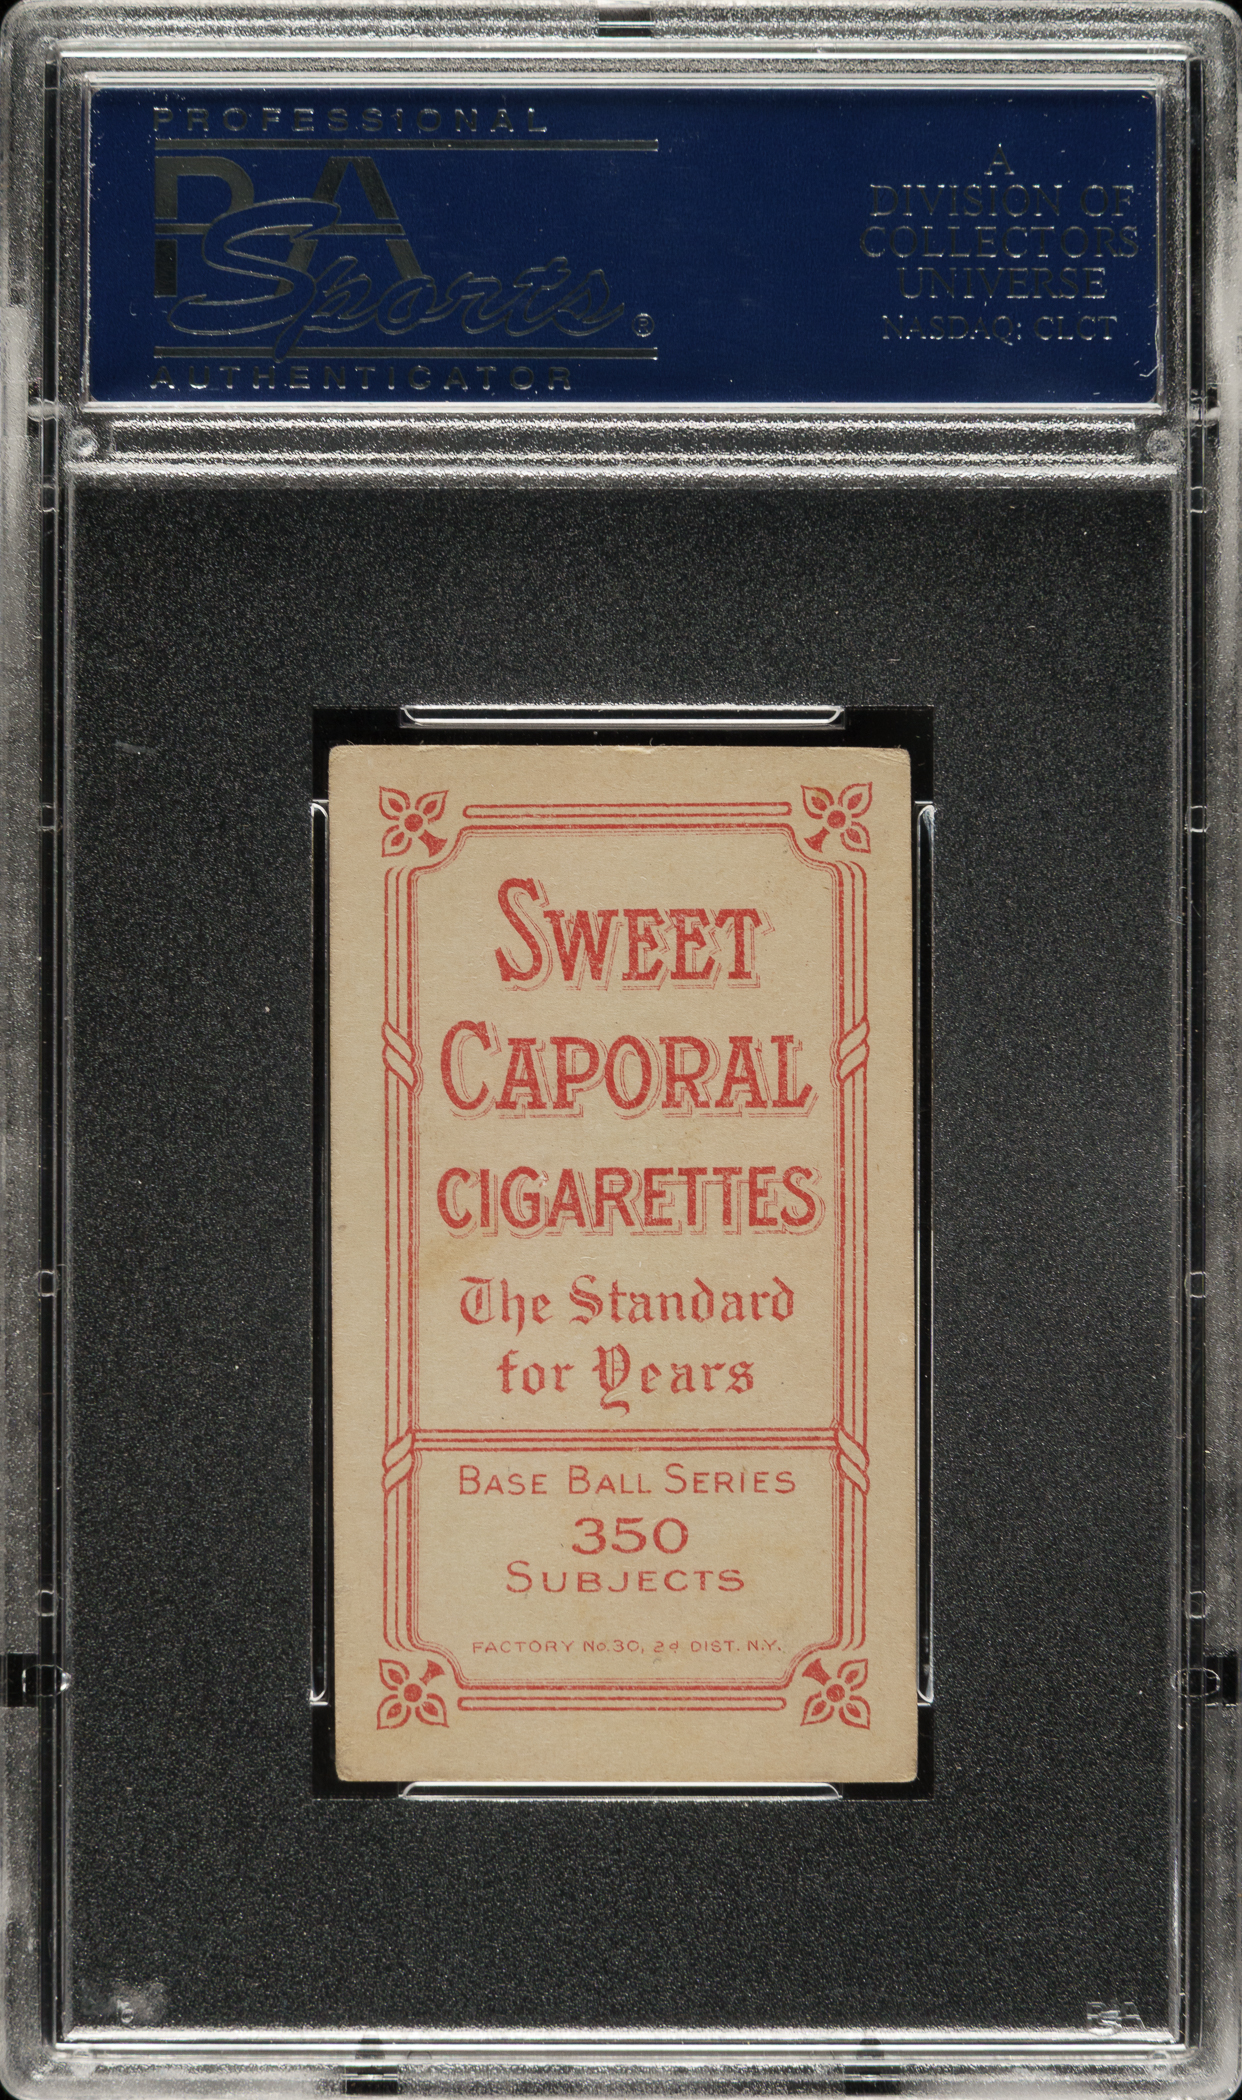 PROFESSIONAL
PSA
Sports ®
AUTHENTICATOR
A
DIVISION OF
COLLECTORS
UNIVERSE
NASDAQ: CLCT
SWEET
CAPORAL
CIGARETTES
The Standard
for Years
BASE BALL SERIES
350
SUBJECTS
FACTORY No. 30, 2d DIST. N.Y.
PSA